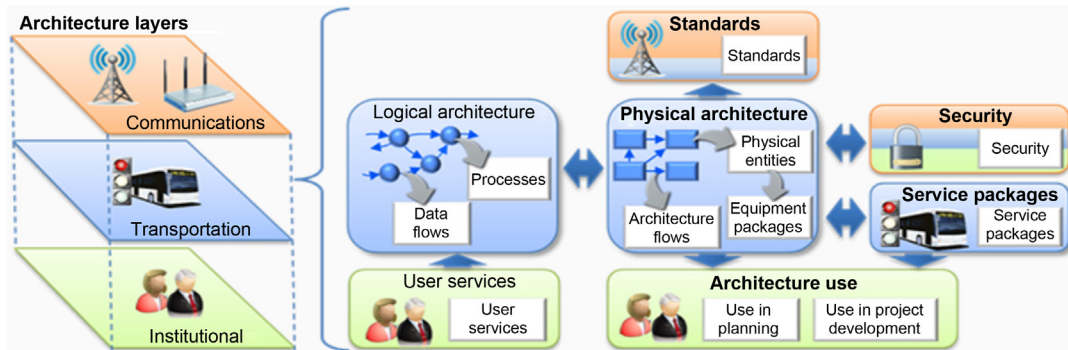 Architecture layers
Communications
Transportation
Institutional
Logical architecture
Processes
Data
flows
User services
User
services
Standards
Standards
Physical architecture
Physical
entities
Architecture
flows
Equipment
packages
Security
Security
Service packages
Service
packages
Architecture use
Use in
planning
Use in project
development